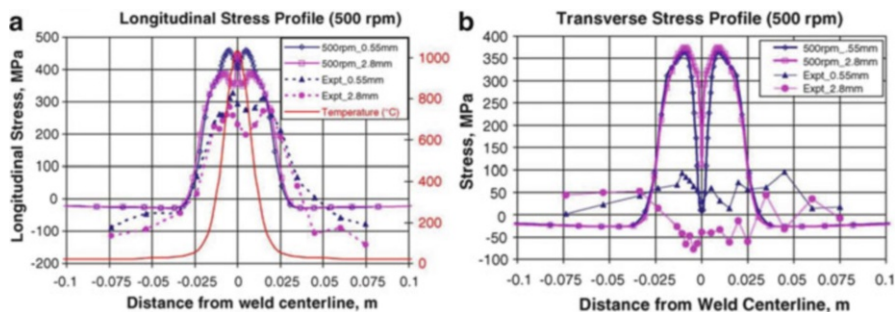 a
Longitudinal Stress Profile (500 rpm)
Longitudinal Stress, MPa
500
400
300
200
100
0
-100
-200
500rpm_0.55mm
500rpm_2.8mm
Expt_0.55mm
Expt_2.8mm
Temperature (°C)
1000
800
600
400
200
0
-0.1 -0.075 -0.05 -0.025 0 0.025 0.05 0.075 0.1
Distance from weld centerline, m
b
Transverse Stress Profile (500 rpm)
Stress, MPa
400
350
300
250
200
150
100
50
0
-50
-100
500rpm_.55mm
500rpm_2.8mm
Expt_0.55mm
Expt_2.8mm
-0.1 -0.075 -0.05 -0.025 0 0.025 0.05 0.075 0.1
Distance from Weld Centerline, m